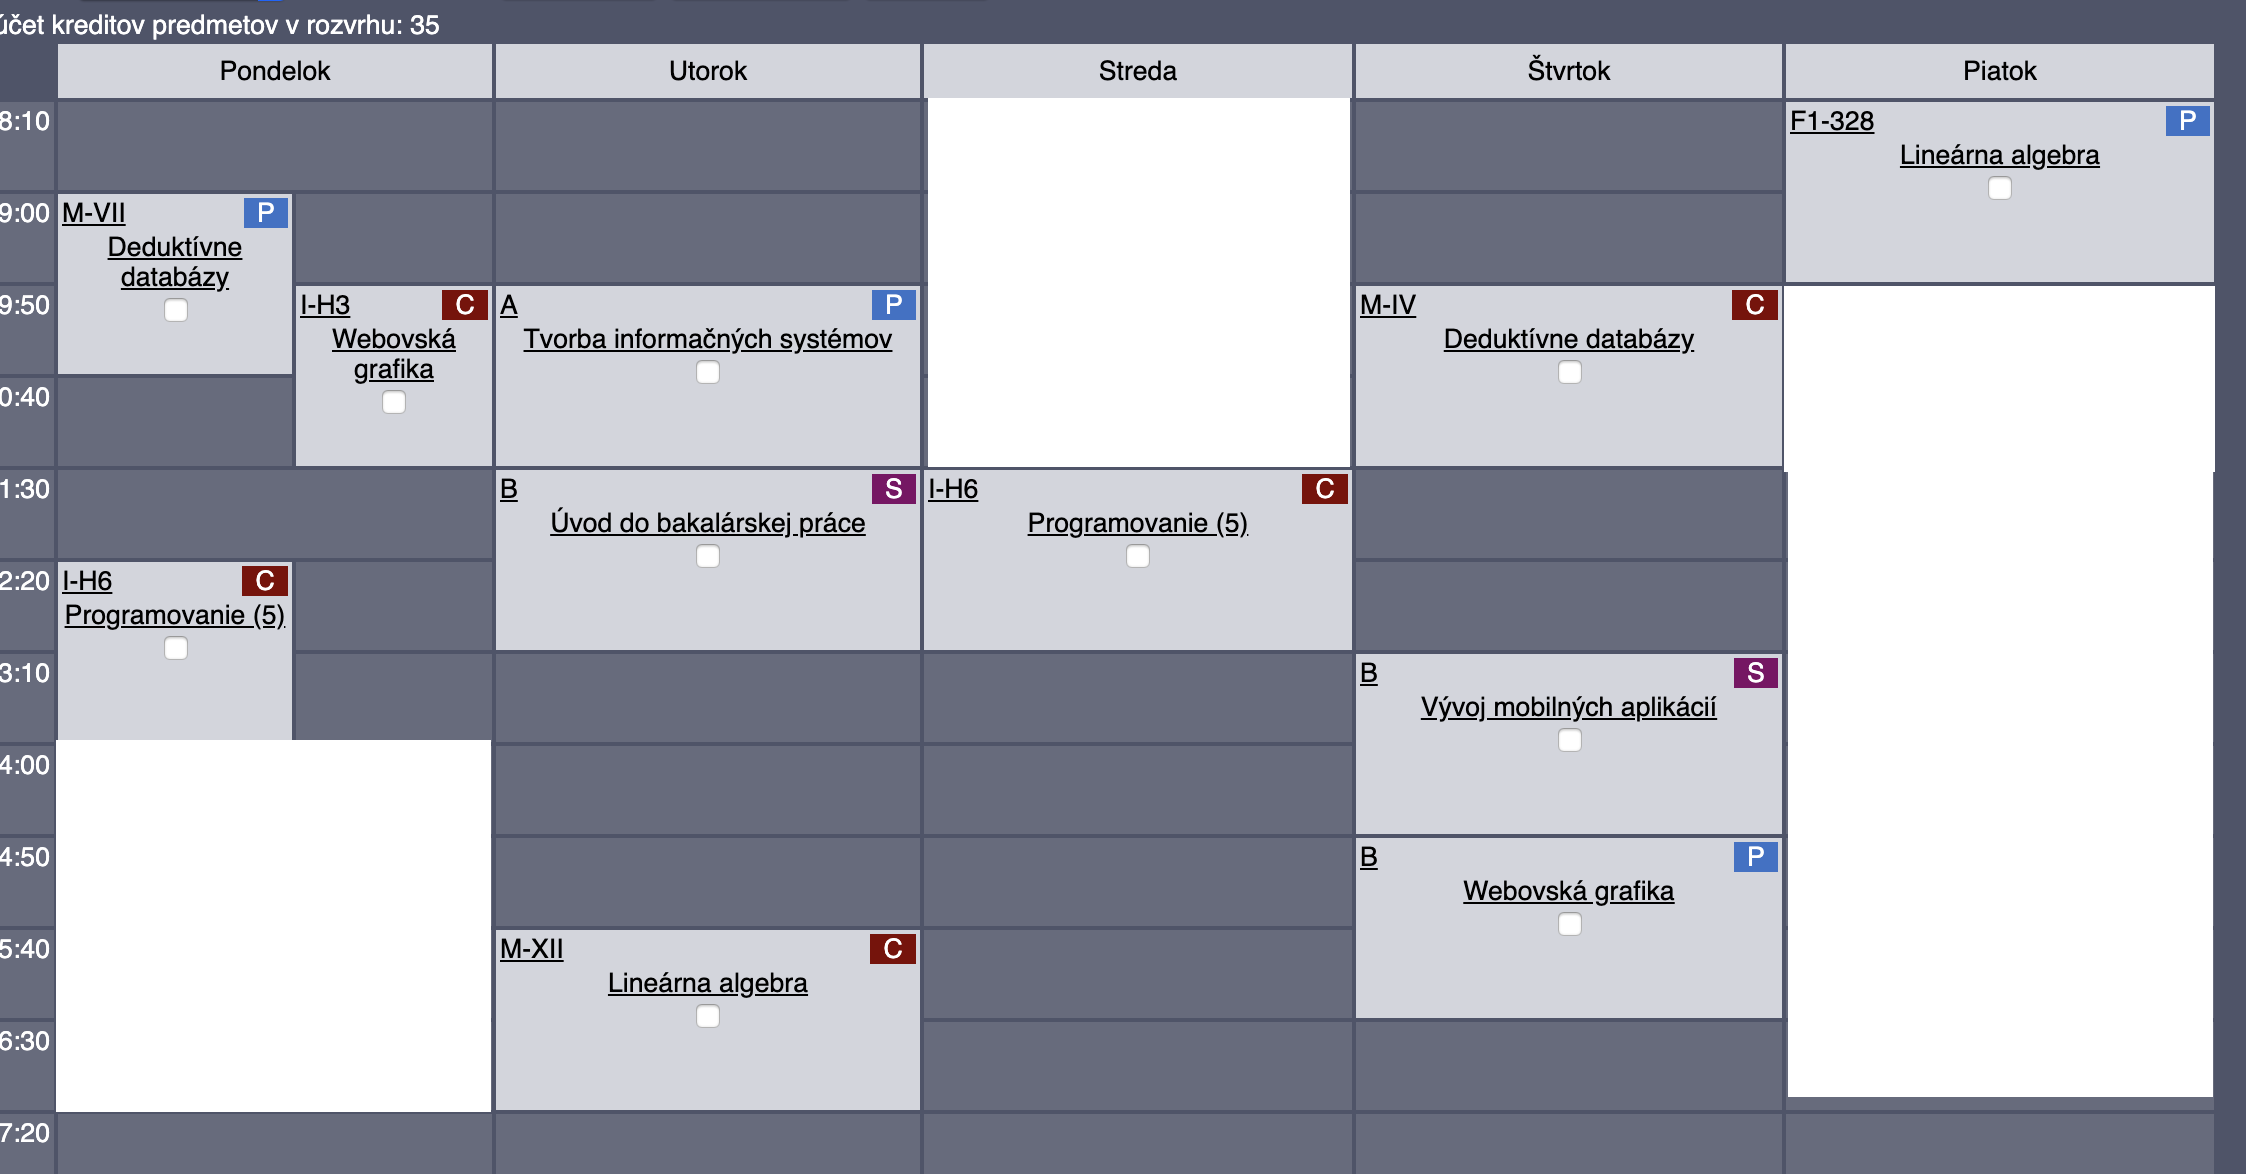 účet kreditov predmetov v rozvrhu: 35
Pondelok
Utorok
Streda
Štvrtok
Piatok
8:10
F1-328
P
Lineárna algebra
9:00
M-VII
P
Deduktívne
databázy
9:50
I-H3
C
Webovská
grafika
A
P
Tvorba informačných systémov
M-IV
C
Deduktívne databázy
0:40
1:30
B
S
Úvod do bakalárskej práce
I-H6
C
Programovanie (5)
2:20
I-H6
C
Programovanie (5)
3:10
B
S
Vývoj mobilných aplikácií
4:00
4:50
B
P
Webovská grafika
5:40
M-XII
C
Lineárna algebra
6:30
7:20